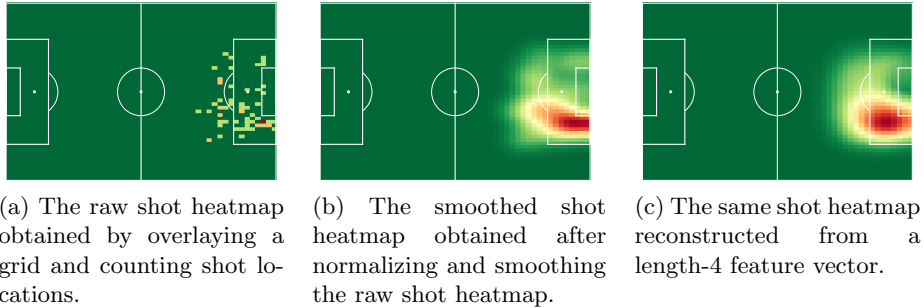 (a) The raw shot heatmap
obtained by overlaying a
grid and counting shot lo-
cations.
(b) The smoothed shot
heatmap obtained after
normalizing and smoothing
the raw shot heatmap.
(c) The same shot heatmap
reconstructed from a
length-4 feature vector.